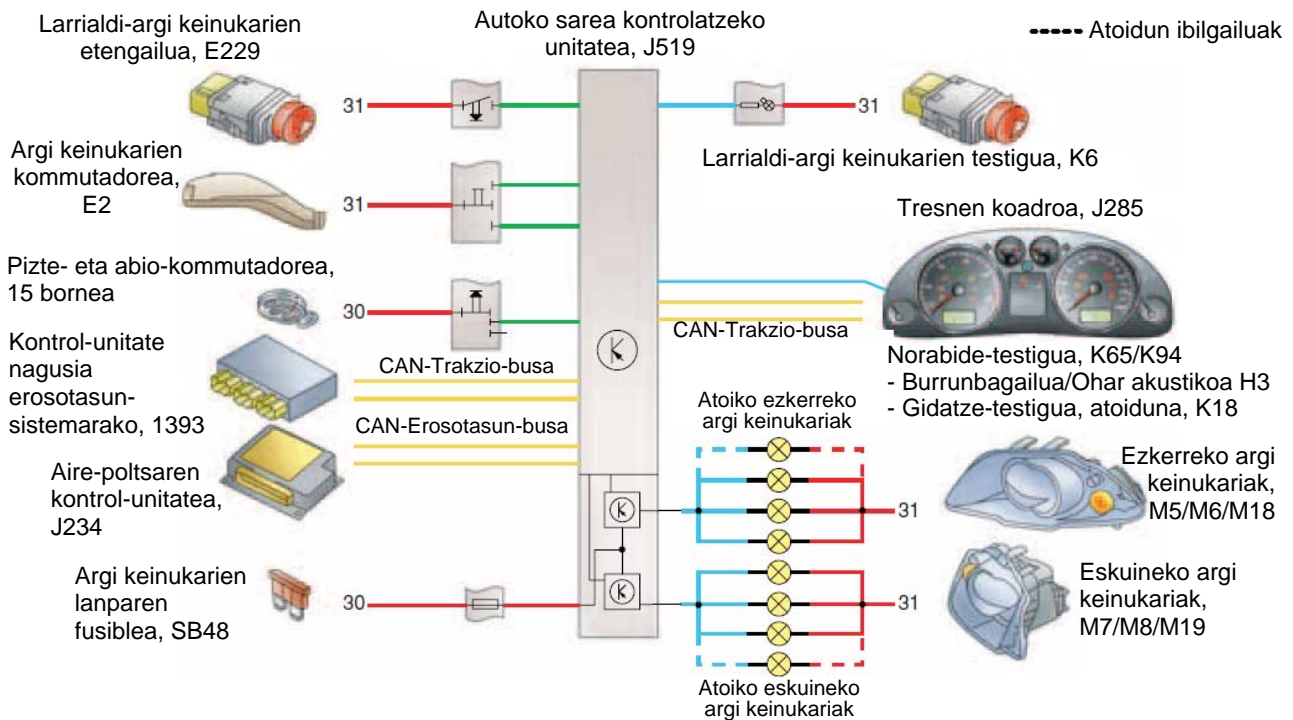 Larrialdi-argi keinukarien
etengailua, E229
Autoko sarea kontrolatzeko
unitatea, J519
Atoidun ibilgailuak
31
31
Argi keinukarien
kommutadorea,
E2
31
Larrialdi-argi keinukarien testigua, K6
Tresnen koadroa, J285
Pizte- eta abio-kommutadorea,
15 bornea
30
CAN-Trakzio-busa
Norabide-testigua, K65/K94
- Burrunbagailua/Ohar akustikoa H3
- Gidatze-testigua, atoiduna, K18
Kontrol-unitate
nagusia
erosotasun-
sistemarako, 1393
CAN-Trakzio-busa
CAN-Erosotasun-busa
Aire-poltsaren
kontrol-unitatea,
J234
Atoiko ezkerreko
argi keinukariak
31
Ezkerreko argi
keinukariak,
M5/M6/M18
Argi keinukarien
lanparen
fusiblea, SB48
30
31
Eskuineko argi
keinukariak,
M7/M8/M19
Atoiko eskuineko
argi keinukariak